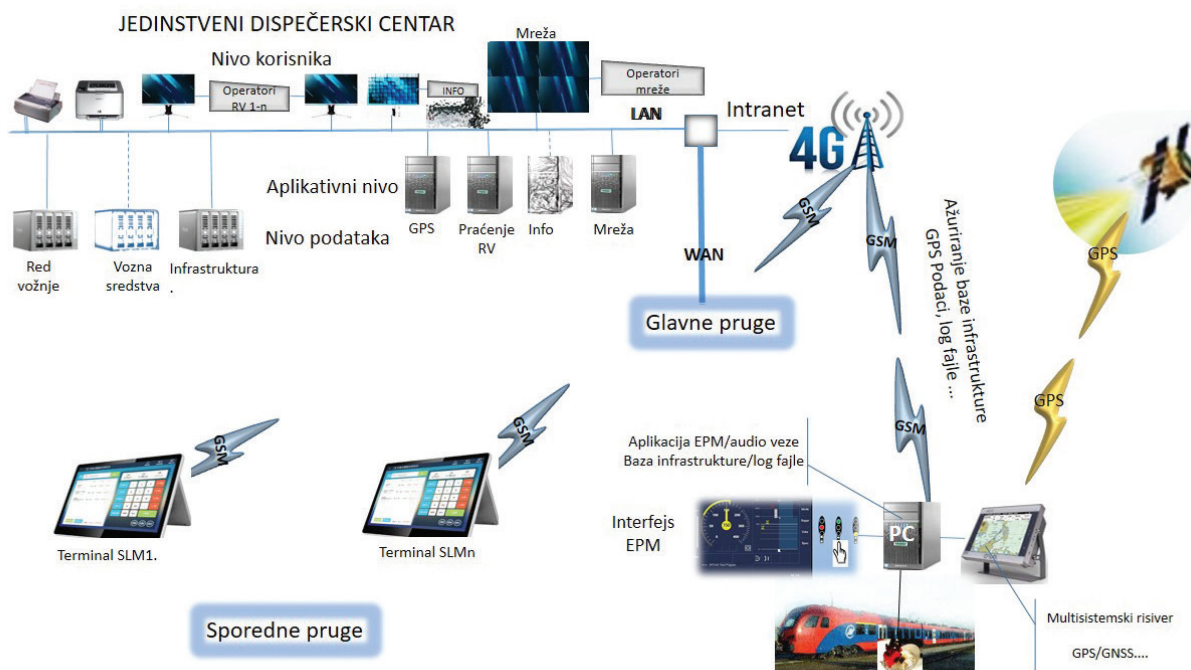 JEDINSTVENI DISPEČERSKI CENTAR
Mreža
Nivo korisnika
Operatori
RV 1-n
INFO
Operatori
mreže
LAN
Intranet
4G
Aplikativni nivo
Nivo podataka
GPS
Praćenje
RV
Info
Mreža
Red
vožnje
Vozna
sredstva
Infrastruktura
.
WAN
Glavne pruge
GSM
GSM
GSM
Ažuriranje baze infrastrukture
GPS Podaci, log fajle ...
GPS
GPS
GSM
GSM
Terminal SLM1.
Terminal SLMn
Sporedne pruge
Aplikacija EPM/audio veze
Baza infrastrukture/log fajle
Interfejs
EPM
PC
Multisistemski risiver
GPS/GNSS....